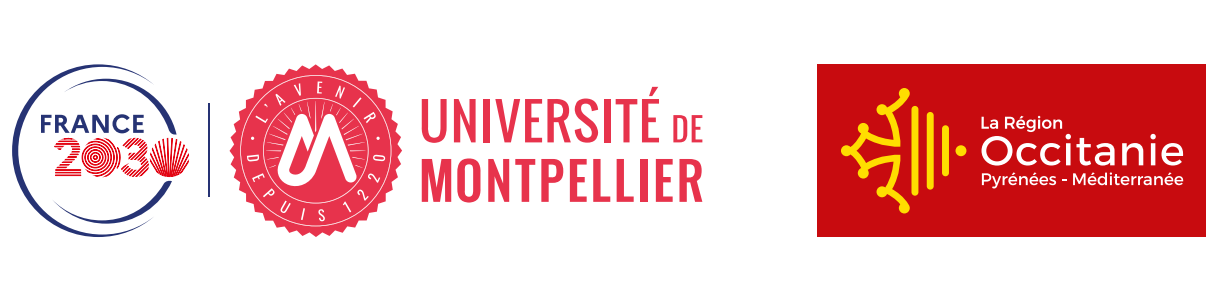 FRANCE
2030
L'AVENIR • DEPUIS 1220 •
UNIVERSITÉ DE
MONTPELLIER
La Région
Occitanie
Pyrénées - Méditerranée